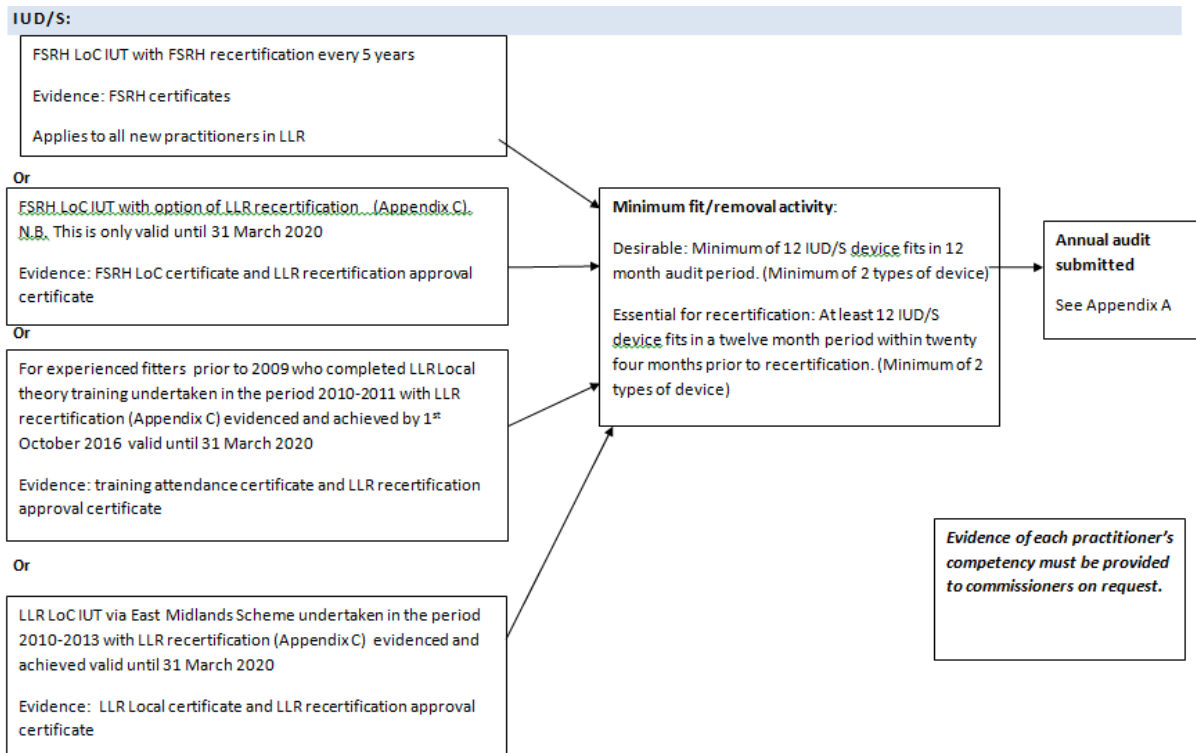 IUD/S:
FSRH LoC IUT with FSRH recertification every 5 years
Evidence: FSRH certificates
Applies to all new practitioners in LLR
Or
FSRH LoC IUT with option of LLR recertification (Appendix C).
N.B. This is only valid until 31 March 2020
Evidence: FSRH LoC certificate and LLR recertification approval
certificate
Or
For experienced fitters prior to 2009 who completed LLR Local
theory training undertaken in the period 2010-2011 with LLR
recertification (Appendix C) evidenced and achieved by 1st
October 2016 valid until 31 March 2020
Evidence: training attendance certificate and LLR recertification
approval certificate
Or
LLR LoC IUT via East Midlands Scheme undertaken in the period
2010-2013 with LLR recertification (Appendix C) evidenced and
achieved valid until 31 March 2020
Evidence: LLR Local certificate and LLR recertification approval
certificate
Minimum fit/removal activity:
Desirable: Minimum of 12 IUD/S device fits in 12
month audit period. (Minimum of 2 types of device)
Essential for recertification: At least 12 IUD/S
device fits in a twelve month period within twenty
four months prior to recertification. (Minimum of 2
types of device)
Annual audit
submitted
See Appendix A
Evidence of each practitioner's
competency must be provided
to commissioners on request.